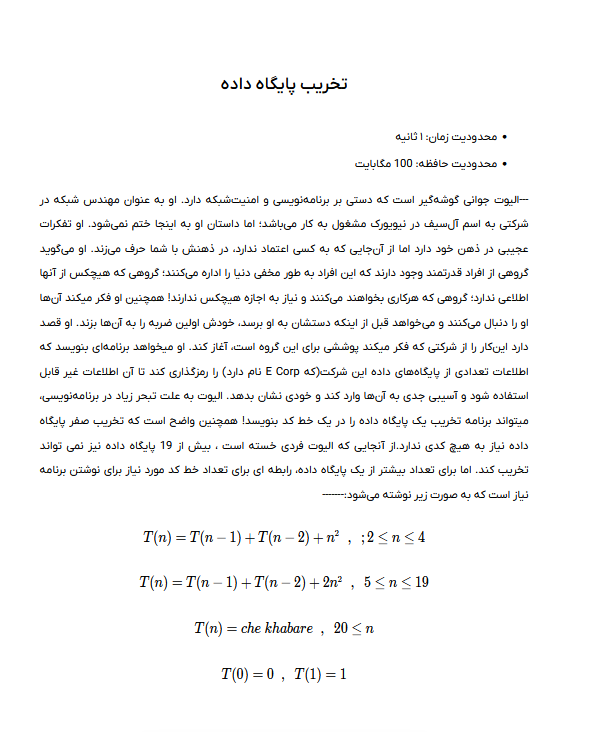 تخریب پایگاه داده
• محدودیت زمان: ۱ ثانیه
• محدودیت حافظه: 100 مگابایت
---الیوت جوانی گوشه‌گیر است که دستی بر برنامه‌نویسی و امنیت‌شبکه دارد. او به عنوان مهندس شبکه در
شرکتی به اسم آل‌سیف در نیویورک مشغول به کار می‌باشد؛ اما داستان او به اینجا ختم نمی‌شود. او تفکرات
عجیبی در ذهن خود دارد اما از آن‌جایی که به کسی اعتماد ندارد، در ذهنش با شما حرف می‌زند. او می‌گوید
گروهی از افراد قدرتمند وجود دارند که این افراد به طور مخفی دنیا را اداره می‌کنند؛ گروهی که هیچکس از آنها
اطلاعی ندارد؛ گروهی که هرکاری بخواهند می‌کنند و نیاز به اجازه هیچکس ندارند! همچنین او فکر میکند آن‌ها
او را دنبال می‌کنند و می‌خواهد قبل از اینکه دستشان به او برسد، خودش اولین ضربه را به آن‌ها بزند. او قصد
دارد این‌کار را از شرکتی که فکر میکند پوششی برای این گروه است، آغاز کند. او میخواهد برنامه‌ای بنویسد که
اطلاعات تعدادی از پایگاه‌های داده این شرکت(که E Corp نام دارد) را رمزگذاری کند تا آن اطلاعات غیر قابل
استفاده شود و آسیبی جدی به آن‌ها وارد کند و خودی نشان بدهد. الیوت به علت تبحر زیاد در برنامه‌نویسی،
میتواند برنامه تخریب یک پایگاه داده را در یک خط کد بنویسد! همچنین واضح است که تخریب صفر پایگاه
داده نیاز به هیچ کدی ندارد.از آنجایی که الیوت فردی خسته است ، بیش از 19 پایگاه داده نیز نمی تواند
تخریب کند. اما برای تعداد بیشتر از یک پایگاه داده، رابطه ای برای تعداد خط کد مورد نیاز برای نوشتن برنامه
نیاز است که به صورت زیر نوشته می‌شود:-------
T(n) = T(n − 1) + T(n − 2) + n² , ; 2 ≤ n ≤ 4
T(n) = T(n − 1) + T(n − 2) + 2n² , 5 ≤ n ≤ 19
T(n) = che khabare , 20 ≤ n
T(0) = 0 , T(1) = 1